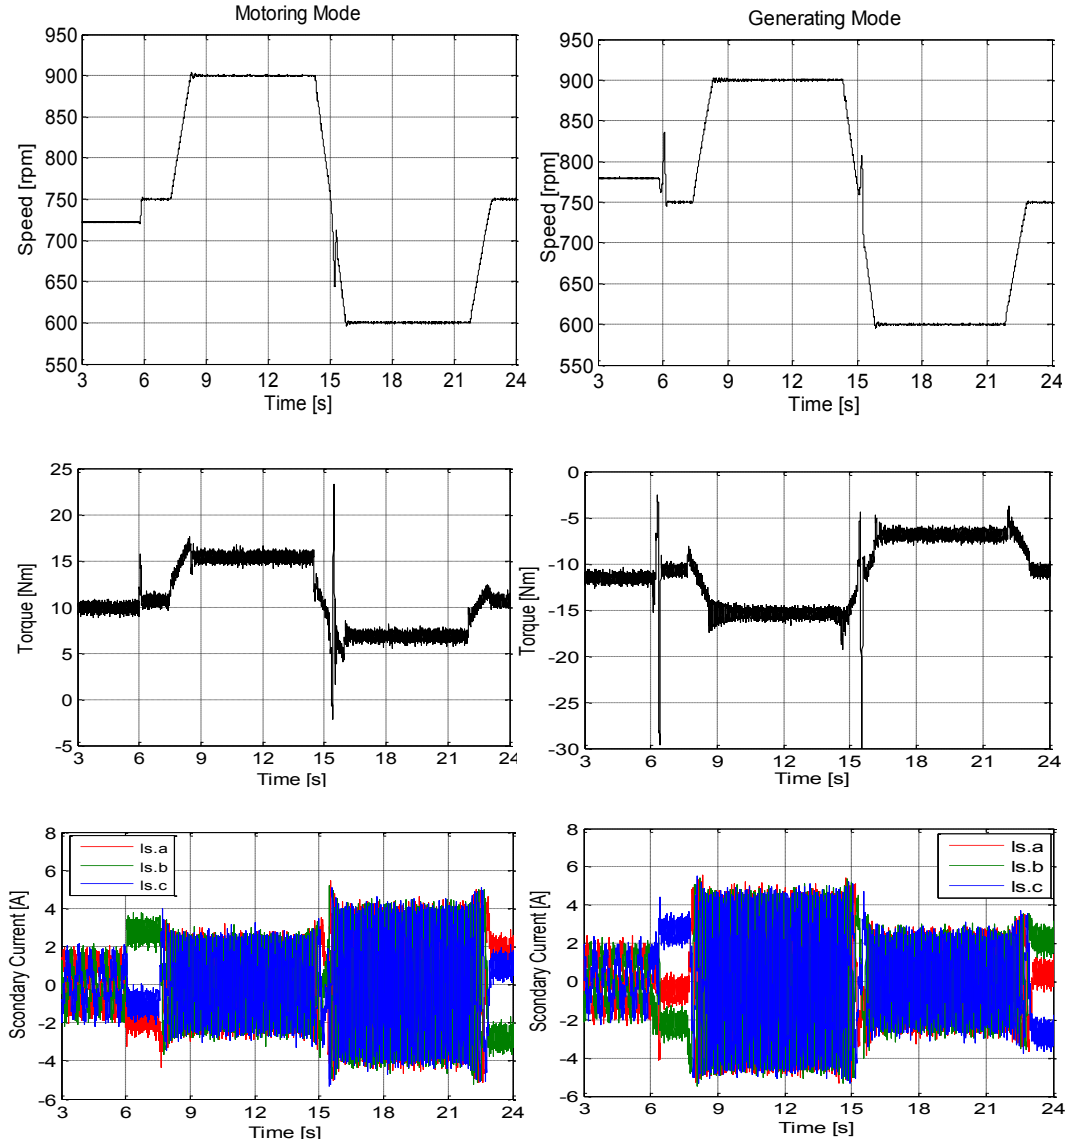 Motoring Mode
Generating Mode
950
900
850
800
750
700
650
600
550
Speed [rpm]
3 6 9 12 15 18 21 24
Time [s]
950
900
850
800
750
700
650
600
550
Speed [rpm]
3 6 9 12 15 18 21 24
Time [s]
25
20
15
10
5
0
-5
Torque [Nm]
3 6 9 12 15 18 21 24
Time [s]
0
-5
-10
-15
-20
-25
-30
Torque [Nm]
3 6 9 12 15 18 21 24
Time [s]
8
6
4
2
0
-2
-4
-6
Scondary Current [A]
Is.a
Is.b
Is.c
3 6 9 12 15 18 21 24
Time [s]
8
6
4
2
0
-2
-4
-6
Scondary Current [A]
Is.a
Is.b
Is.c
3 6 9 12 15 18 21 24
Time [s]